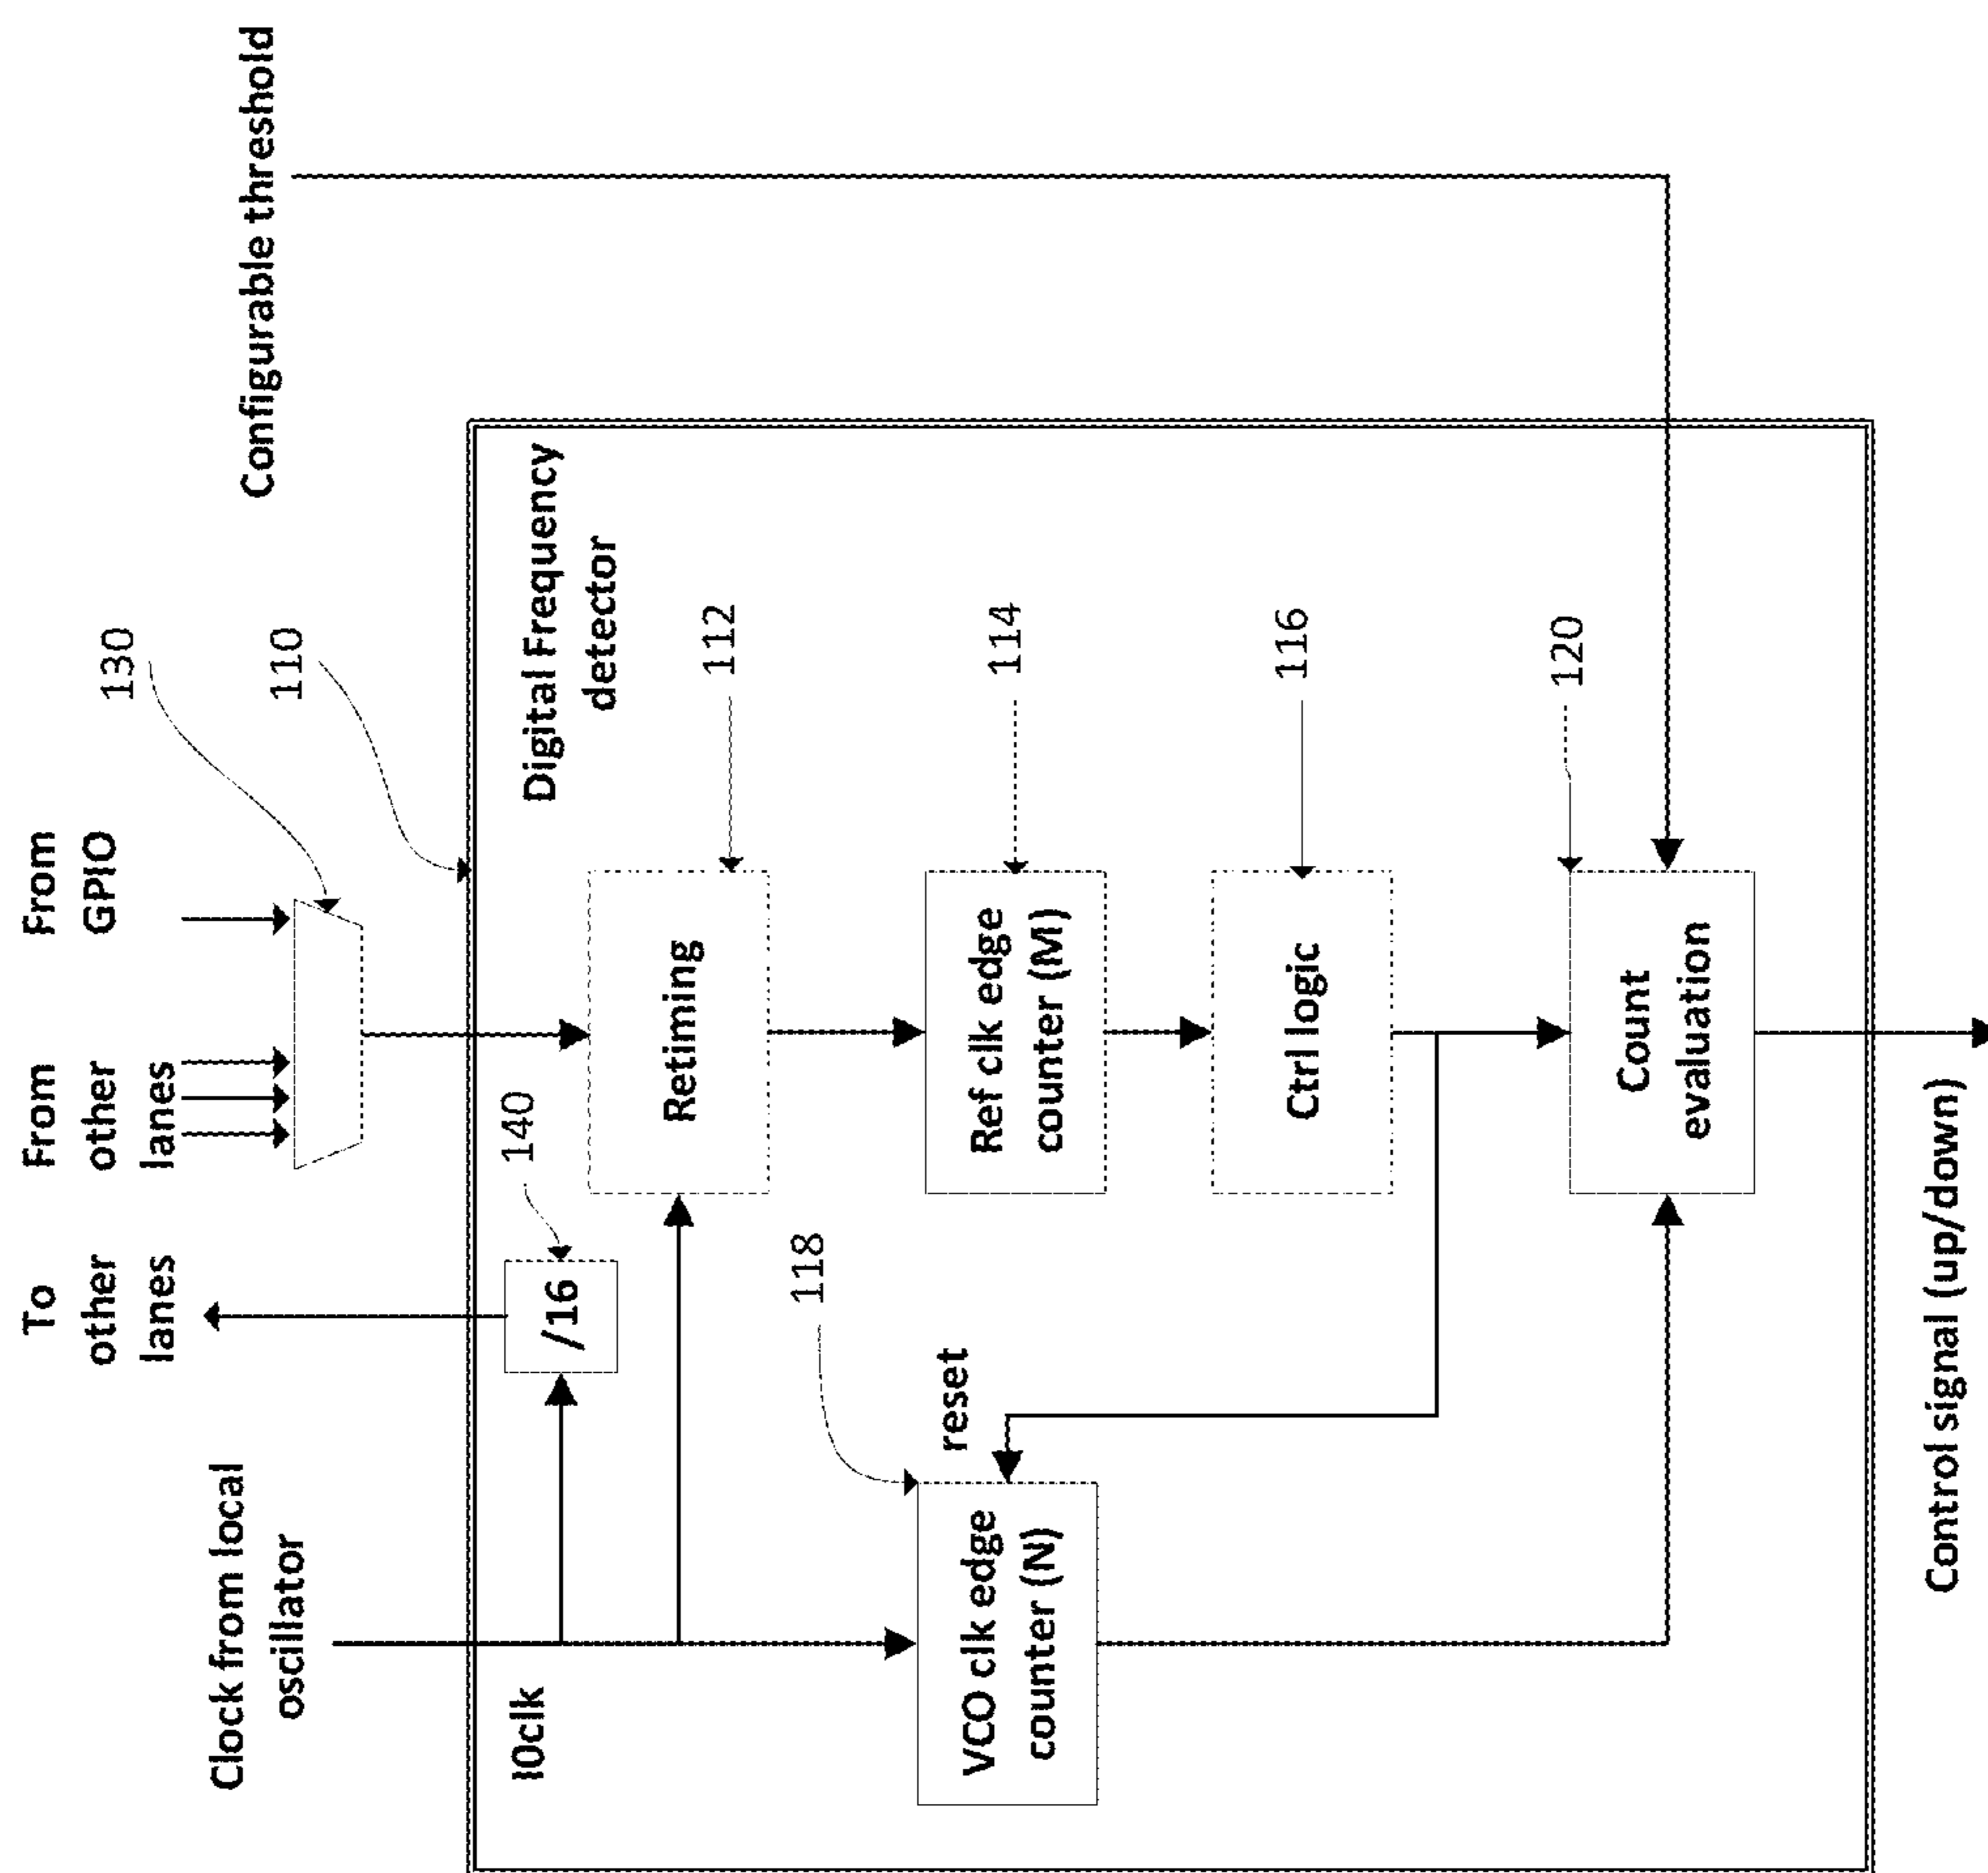 To
other
lanes
From
other
lanes
From
GPIO
130
110
Configurable threshold
Clock from local
oscillator
l0clk
/16
140
Digital Frequency
detector
Retiming
112
118
reset
VCO clk edge
counter (N)
Ref clk edge
counter (M)
114
Ctrl logic
116
Count
evaluation
120
Control signal (up/down)